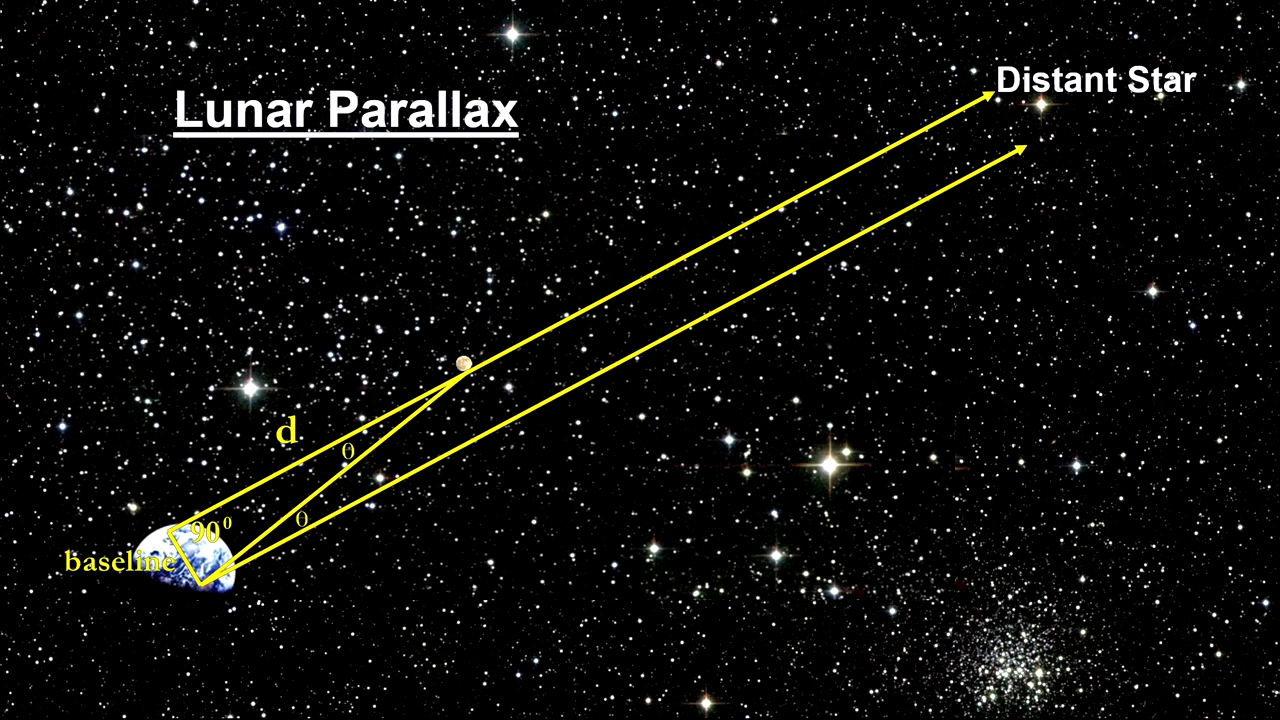 Distant Star
Lunar Parallax
d
θ
θ
90⁰
baseline